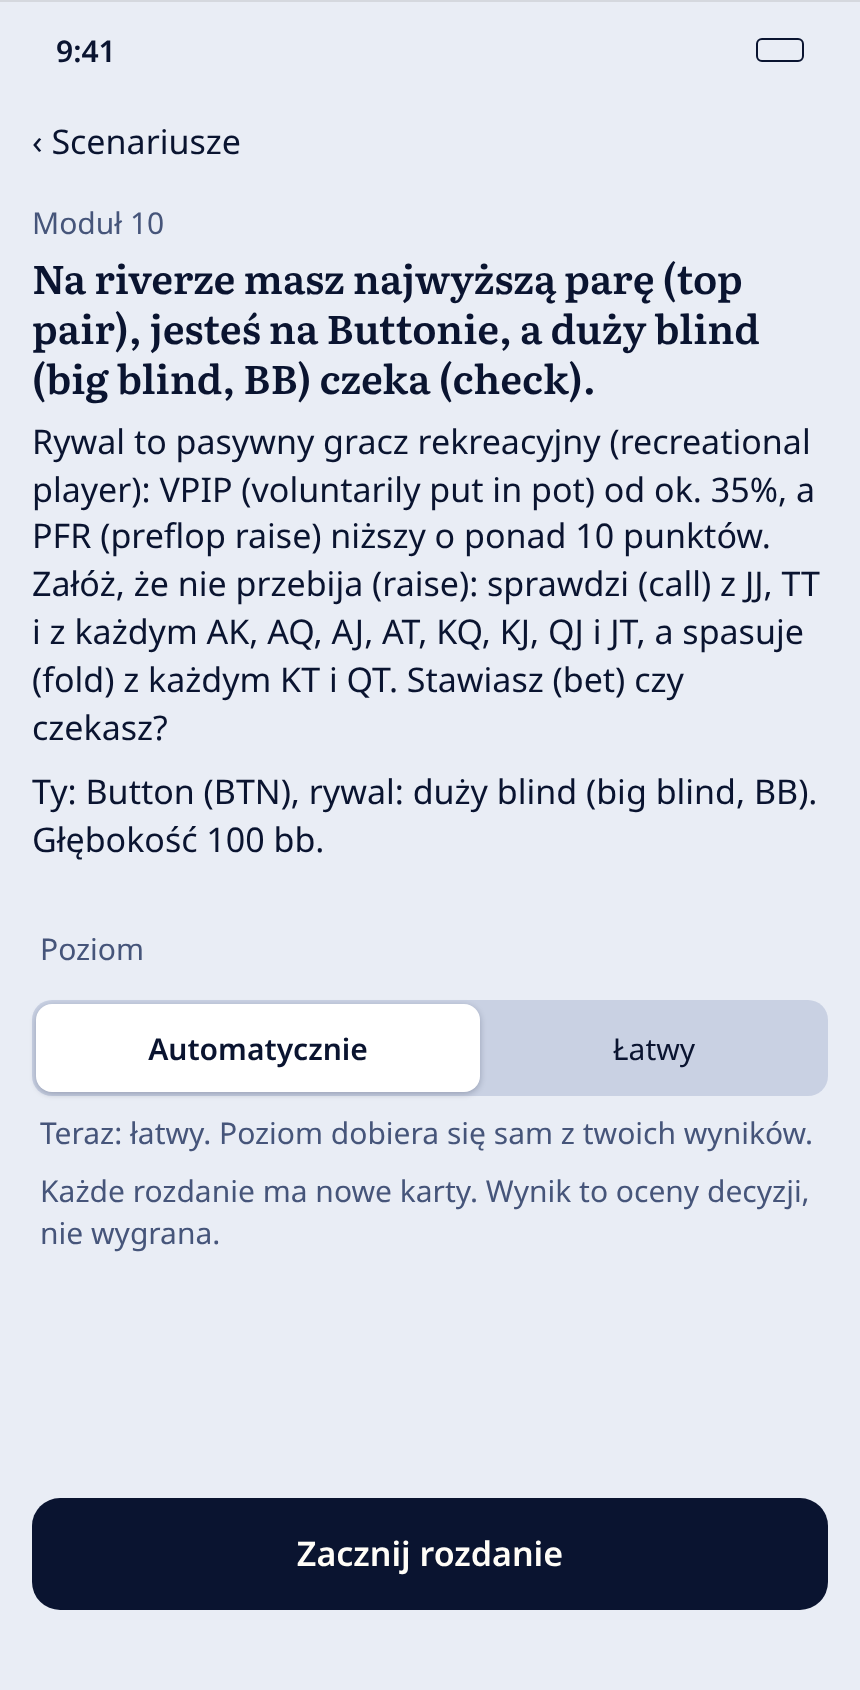 9:41
‹ Scenariusze
Moduł 10
Na riverze masz najwyższą parę (top
pair), jesteś na Buttonie, a duży blind
(big blind, BB) czeka (check).
Rywal to pasywny gracz rekreacyjny (recreational
player): VPIP (voluntarily put in pot) od ok. 35%, a
PFR (preflop raise) niższy o ponad 10 punktów.
Załóż, że nie przebija (raise): sprawdzi (call) z JJ, TT
i z każdym AK, AQ, AJ, AT, KQ, KJ, QJ i JT, a spasuje
(fold) z każdym KT i QT. Stawiasz (bet) czy
czekasz?
Ty: Button (BTN), rywal: duży blind (big blind, BB).
Głębokość 100 bb.
Poziom
Automatycznie
Łatwy
Teraz: łatwy. Poziom dobiera się sam z twoich wyników.
Każde rozdanie ma nowe karty. Wynik to oceny decyzji,
nie wygrana.
Zacznij rozdanie